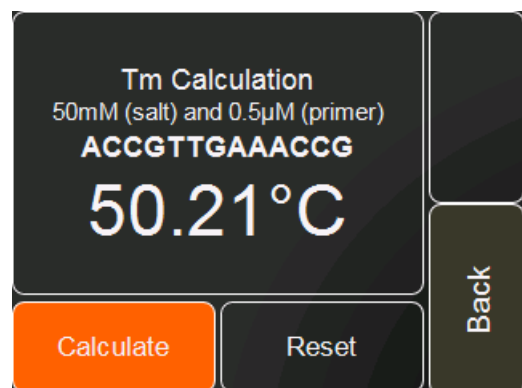 Tm Calculation
50mM (salt) and 0.5µM (primer)
ACCGTTGAAACCG
50.21°C
Back
Calculate
Reset